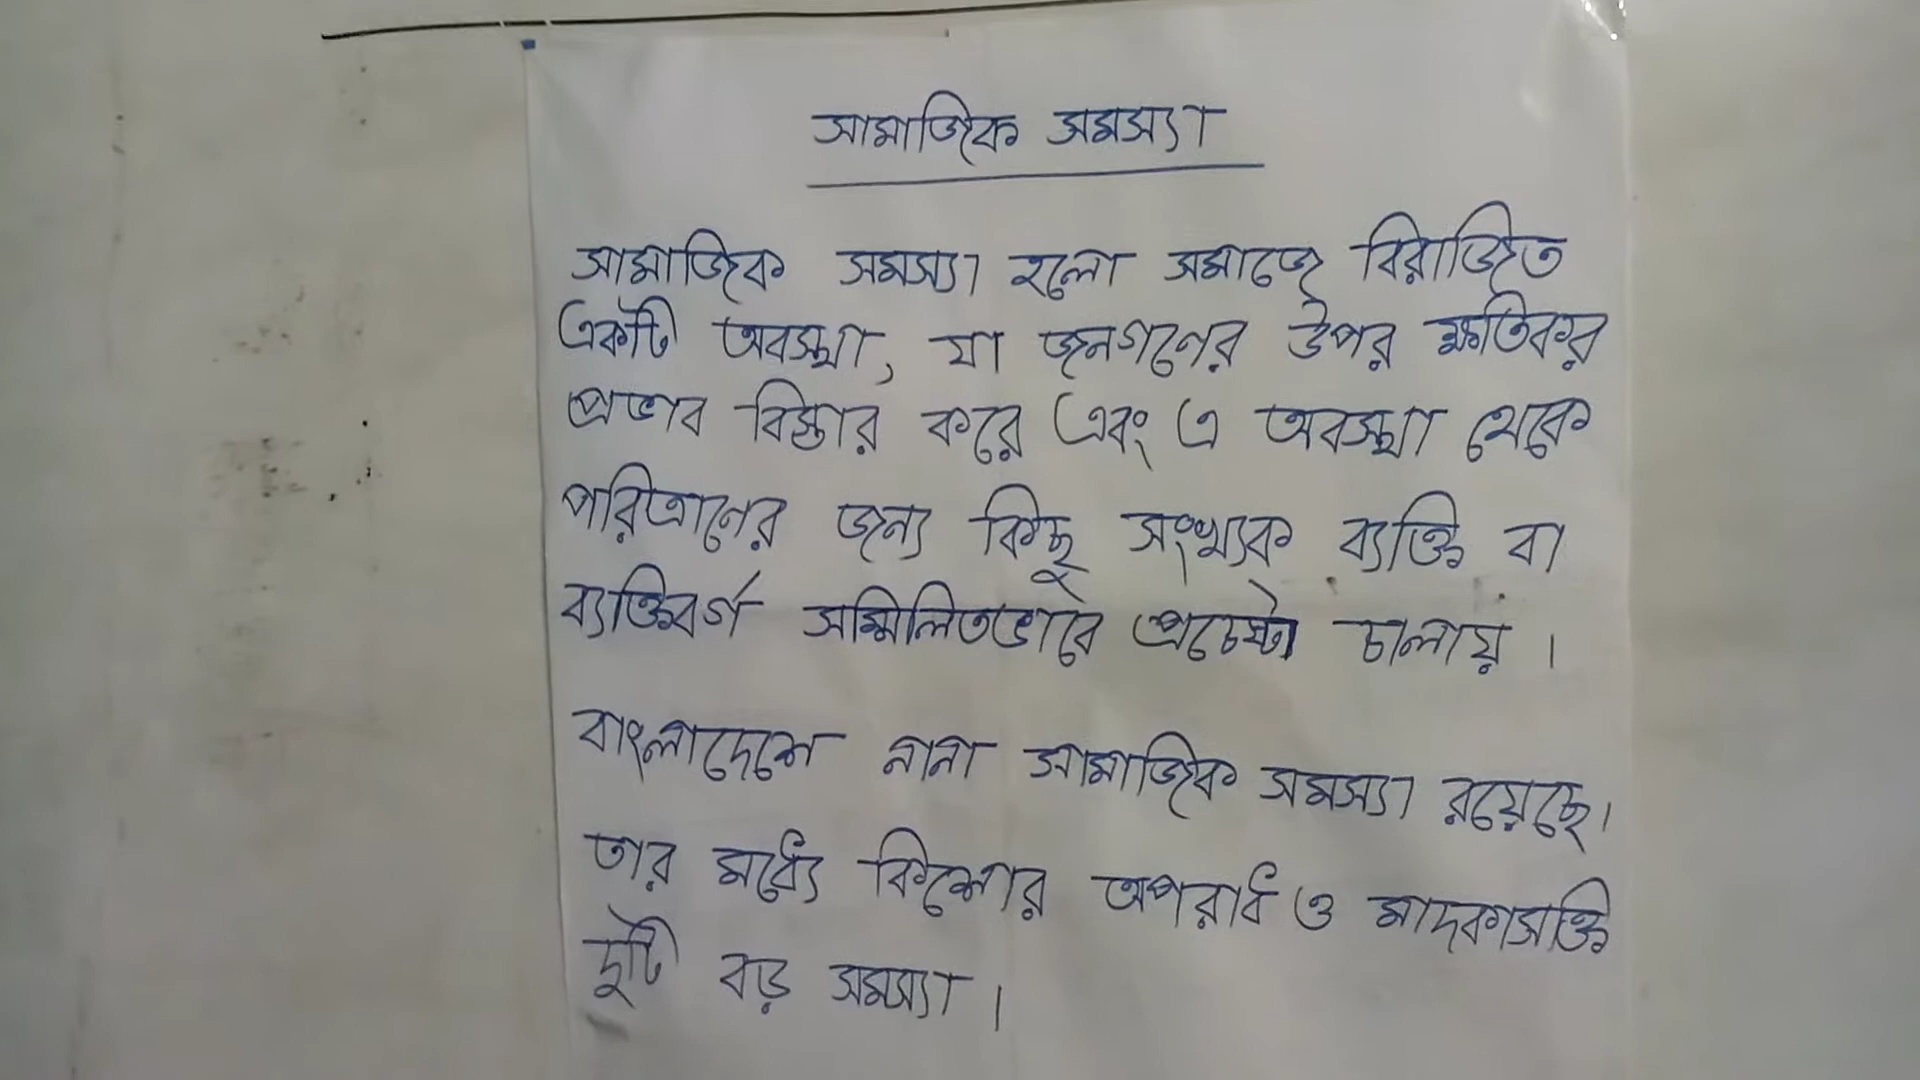 সামাজিক সমস্যা
সামাজিক সমস্যা হলো সমাজে বিরাজিত
একটি অবস্থা, যা জনগণের উপর ক্ষতিকর
প্রভাব বিস্তার করে এবং এ অবস্থা থেকে
পরিত্রাণের জন্য কিছু সংখ্যক ব্যক্তি বা
ব্যক্তিবর্গ সম্মিলিতভাবে প্রচেষ্টা চালায়।
বাংলাদেশে নানা সামাজিক সমস্যা রয়েছে।
তার মধ্যে কিশোর অপরাধ ও মাদকাসক্তি
দুটি বড় সমস্যা।